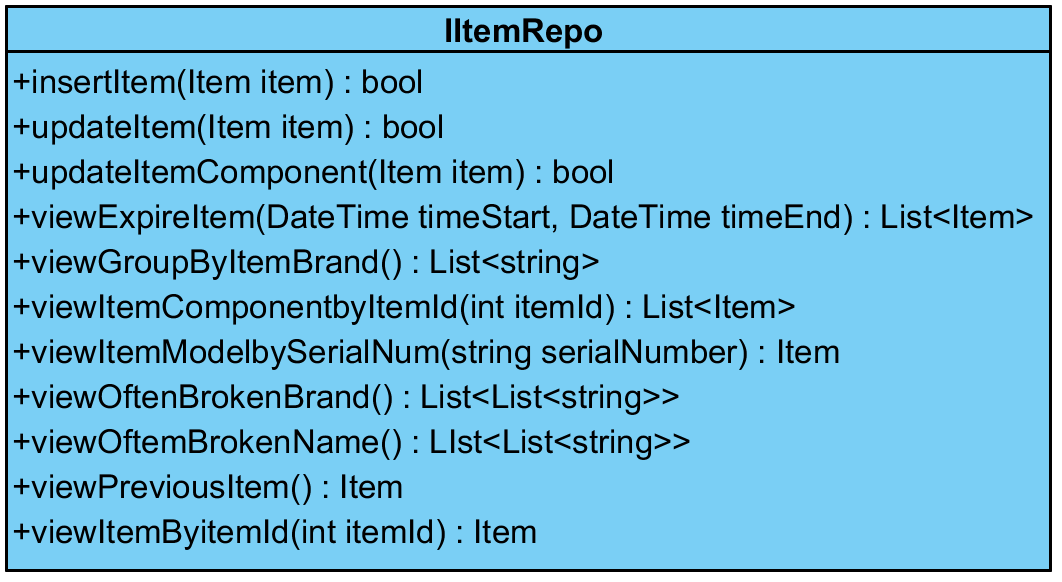 IItemRepo
+insertItem(Item item) : bool
+updateItem(Item item) : bool
+updateItemComponent(Item item) : bool
+viewExpireItem(DateTime timeStart, DateTime timeEnd) : List<Item>
+viewGroupByItemBrand() : List<string>
+viewItemComponentbyItemId(int itemId) : List<Item>
+viewItemModelbySerialNum(string serialNumber) : Item
+viewOftenBrokenBrand() : List<List<string>>
+viewOftemBrokenName() : LIst<List<string>>
+viewPreviousItem() : Item
+viewItemByitemId(int itemId) : Item